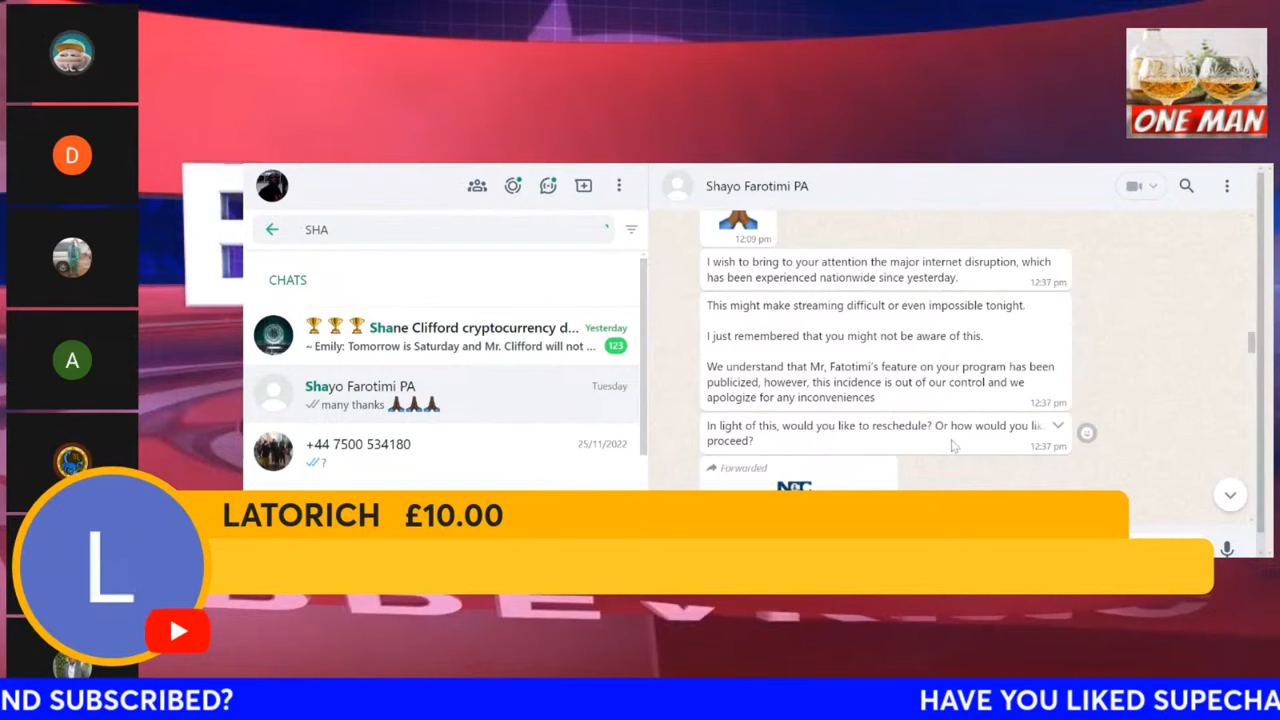 ONE MAN
D
A
SHA
CHATS
🏆 🏆 🏆 Shane Clifford cryptocurrency d...
Yesterday
~ Emily: Tomorrow is Saturday and Mr. Clifford will not ...
123
Shayo Farotimi PA
Tuesday
many thanks 🙏🏿🙏🏿🙏🏿
+44 7500 534180
25/11/2022
?
Shayo Farotimi PA
12:09 pm
I wish to bring to your attention the major internet disruption, which
has been experienced nationwide since yesterday.
12:37 pm
This might make streaming difficult or even impossible tonight.
I just remembered that you might not be aware of this.
We understand that Mr, Fatotimi's feature on your program has been
publicized, however, this incidence is out of our control and we
apologize for any inconveniences
12:37 pm
In light of this, would you like to reschedule? Or how would you li
proceed?
12:37 pm
Forwarded
LATORICH £10.00
L
ND SUBSCRIBED?
HAVE YOU LIKED SUPECHA